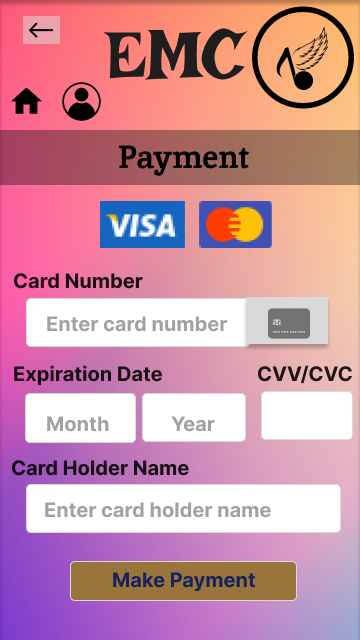 EMC
Payment
VISA
Card Number
Enter card number
Expiration Date CVV/CVC
Month Year
Card Holder Name
Enter card holder name
Make Payment